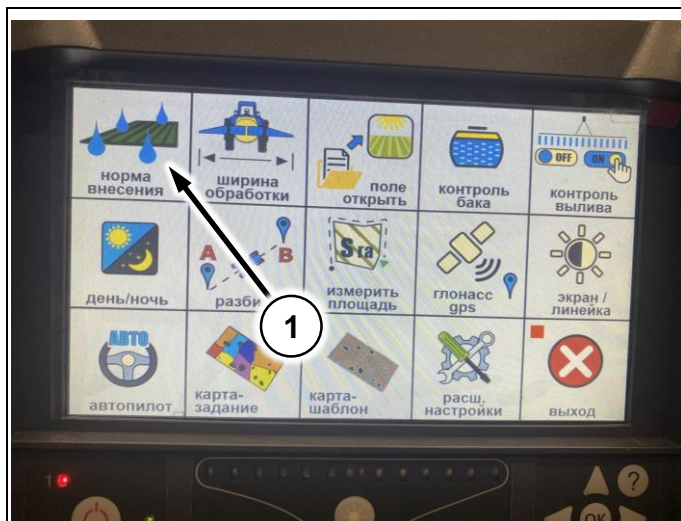 норма
внесения
ширина
обработки
поле
открыть
контроль
бака
OFF
ON
контроль
вылива
день/ночь
A
B
разби
1
Sга
измерить
площадь
глонасс
gps
экран /
линейка
АВТО
автопилот
карта-
задание
карта-
шаблон
расш.
настройки
выход
1
?
OK